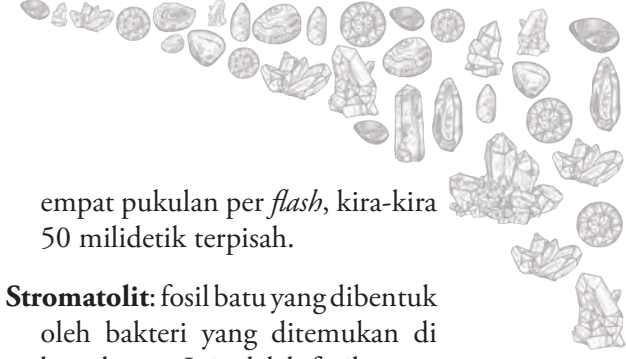 empat pukulan per flash, kira-kira
50 milidetik terpisah.
Stromatolit: fosil batu yang dibentuk
oleh bakteri yang ditemukan di